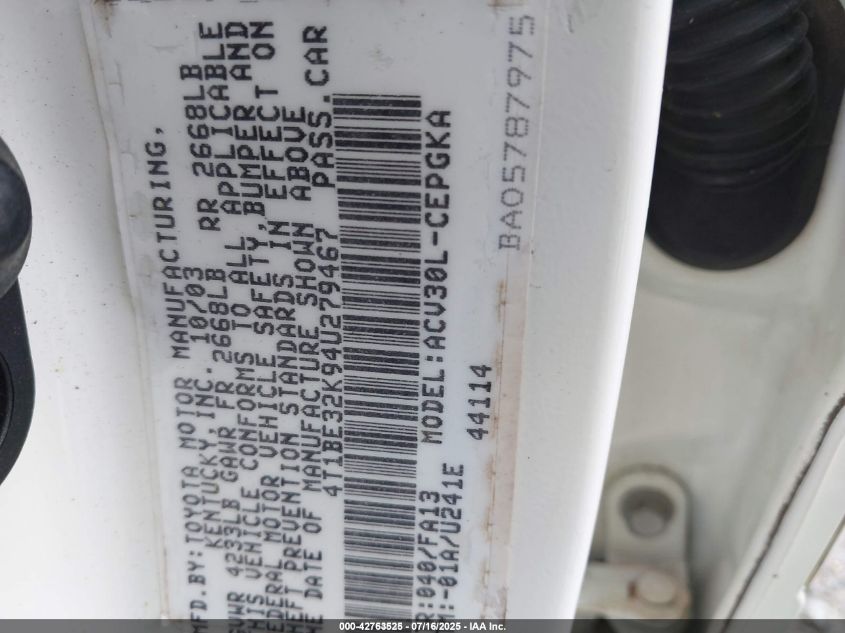 MFD.BY:TOYOTA MOTOR MANUFACTURING,
KENTUCKY, INC. 10/03
GVWR 4233LB GAWR FR 2668LB RR 2668LB
THIS VEHICLE CONFORMS TO ALL APPLICABLE
FEDERAL MOTOR VEHICLE SAFETY, BUMPER AND
THEFT PREVENTION STANDARDS IN EFFECT ON
THE DATE OF MANUFACTURE SHOWN ABOVE
4T1BE32K94U279467 PASS.CAR
R:040/FA13 MODEL:ACV30L-CEPGKA
M:-01A/U241E 44114
BA05787975
000-42763525 - 07/16/2025 - IAA Inc.